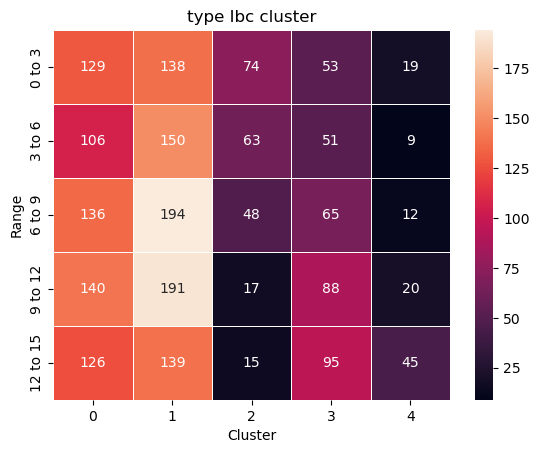 type Ibc cluster
0 to 3 129 138 74 53 19
3 to 6 106 150 63 51 9
6 to 9 136 194 48 65 12
9 to 12 140 191 17 88 20
12 to 15 126 139 15 95 45
0 1 2 3 4
Cluster
Range
175
150
125
100
75
50
25